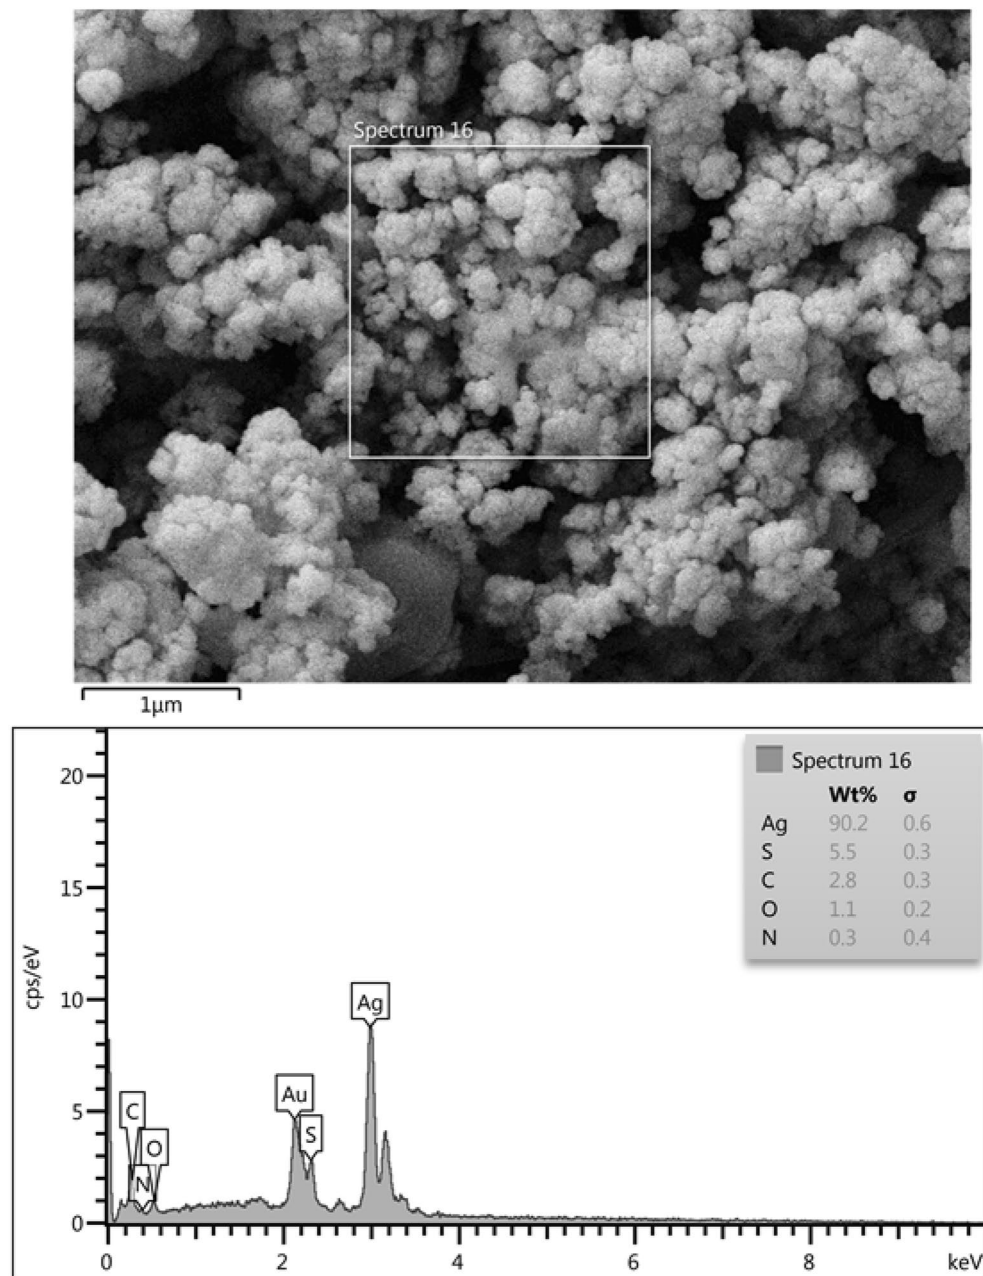 Spectrum 16
1μm
Spectrum 16
Wt% σ
Ag 90.2 0.6
S 5.5 0.3
C 2.8 0.3
O 1.1 0.2
N 0.3 0.4
20
15
10
5
0
cps/eV
Ag
Au
S
C
O
N
0 2 4 6 8 keV